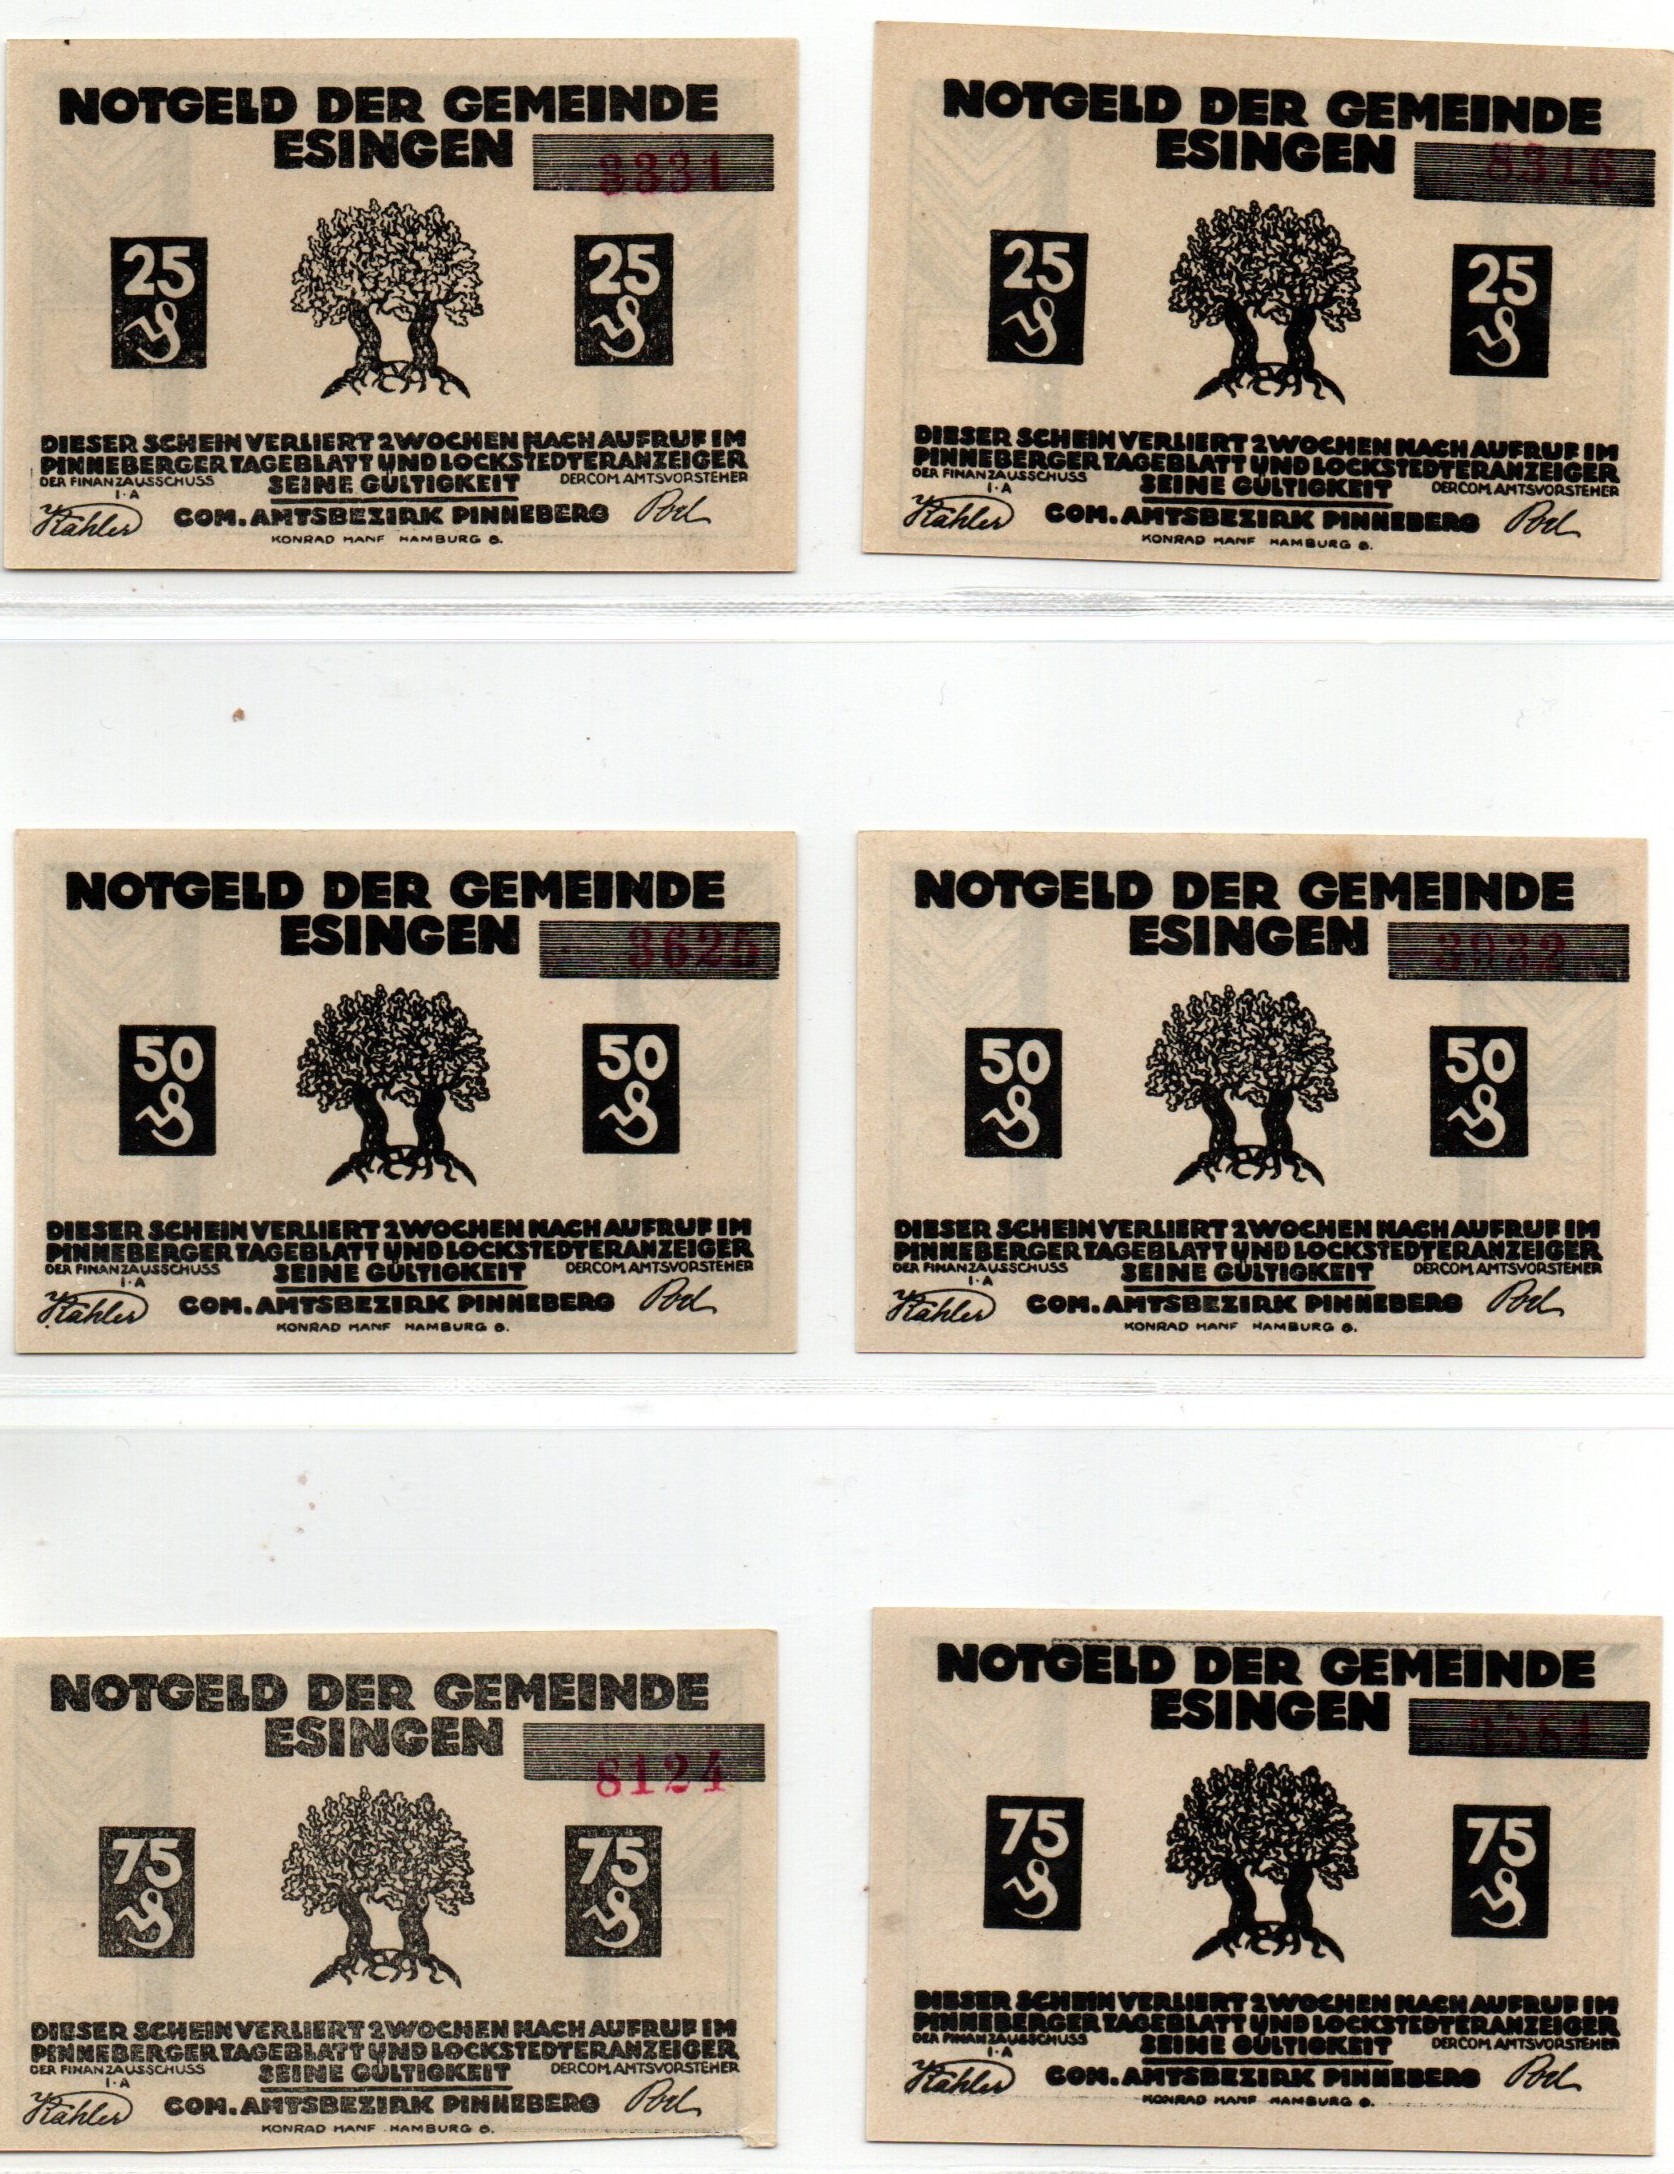 NOTGELD DER GEMEINDE
ESINGEN
25 25
DIESER SCHEIN VERLIERT 2 WOCHEN NACH AUFRUF IM
PINNEBERGER TAGEBLATT UND LOCKSTEDTER ANZEIGER
DER FINANZAUSSCHUSS SEINE GÜLTIGKEIT DER COM. AMTSVORSTEHER
I·A
Kähler COM. AMTSBEZIRK PINNEBERG
KONRAD HANF HAMBURG 8.
NOTGELD DER GEMEINDE
ESINGEN 8316
25 25
DIESER SCHEIN VERLIERT 2 WOCHEN NACH AUFRUF IM
PINNEBERGER TAGEBLATT UND LOCKSTEDTER ANZEIGER
DER FINANZAUSSCHUSS SEINE GÜLTIGKEIT DER COM. AMTSVORSTEHER
I·A
Kähler COM. AMTSBEZIRK PINNEBERG
KONRAD HANF HAMBURG 8.
NOTGELD DER GEMEINDE
ESINGEN 3625
50 50
DIESER SCHEIN VERLIERT 2 WOCHEN NACH AUFRUF IM
PINNEBERGER TAGEBLATT UND LOCKSTEDTER ANZEIGER
DER FINANZAUSSCHUSS SEINE GÜLTIGKEIT DER COM. AMTSVORSTEHER
I·A
Kähler COM. AMTSBEZIRK PINNEBERG
KONRAD HANF HAMBURG 8.
NOTGELD DER GEMEINDE
ESINGEN 3932
50 50
DIESER SCHEIN VERLIERT 2 WOCHEN NACH AUFRUF IM
PINNEBERGER TAGEBLATT UND LOCKSTEDTER ANZEIGER
DER FINANZAUSSCHUSS SEINE GÜLTIGKEIT DER COM. AMTSVORSTEHER
I·A
Kähler COM. AMTSBEZIRK PINNEBERG
KONRAD HANF HAMBURG 8.
NOTGELD DER GEMEINDE
ESINGEN 8124
75 75
DIESER SCHEIN VERLIERT 2 WOCHEN NACH AUFRUF IM
PINNEBERGER TAGEBLATT UND LOCKSTEDTER ANZEIGER
DER FINANZAUSSCHUSS SEINE GÜLTIGKEIT DER COM. AMTSVORSTEHER
I·A
Kähler COM. AMTSBEZIRK PINNEBERG
KONRAD HANF HAMBURG 8.
NOTGELD DER GEMEINDE
ESINGEN
75 75
DIESER SCHEIN VERLIERT 2 WOCHEN NACH AUFRUF IM
PINNEBERGER TAGEBLATT UND LOCKSTEDTER ANZEIGER
DER FINANZAUSSCHUSS SEINE GÜLTIGKEIT DER COM. AMTSVORSTEHER
I·A
Kähler COM. AMTSBEZIRK PINNEBERG
KONRAD HANF HAMBURG 8.